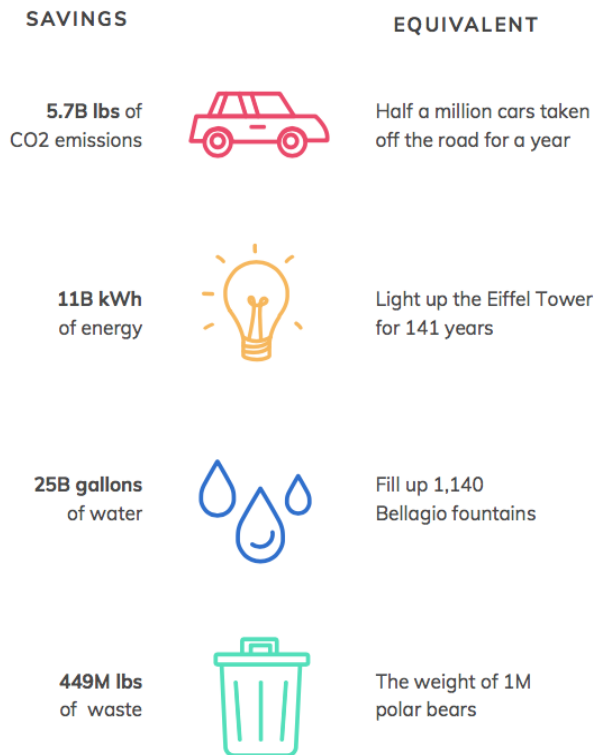 SAVINGS
EQUIVALENT
5.7B lbs of
CO2 emissions
Half a million cars taken
off the road for a year
11B kWh
of energy
Light up the Eiffel Tower
for 141 years
25B gallons
of water
Fill up 1,140
Bellagio fountains
449M lbs
of waste
The weight of 1M
polar bears